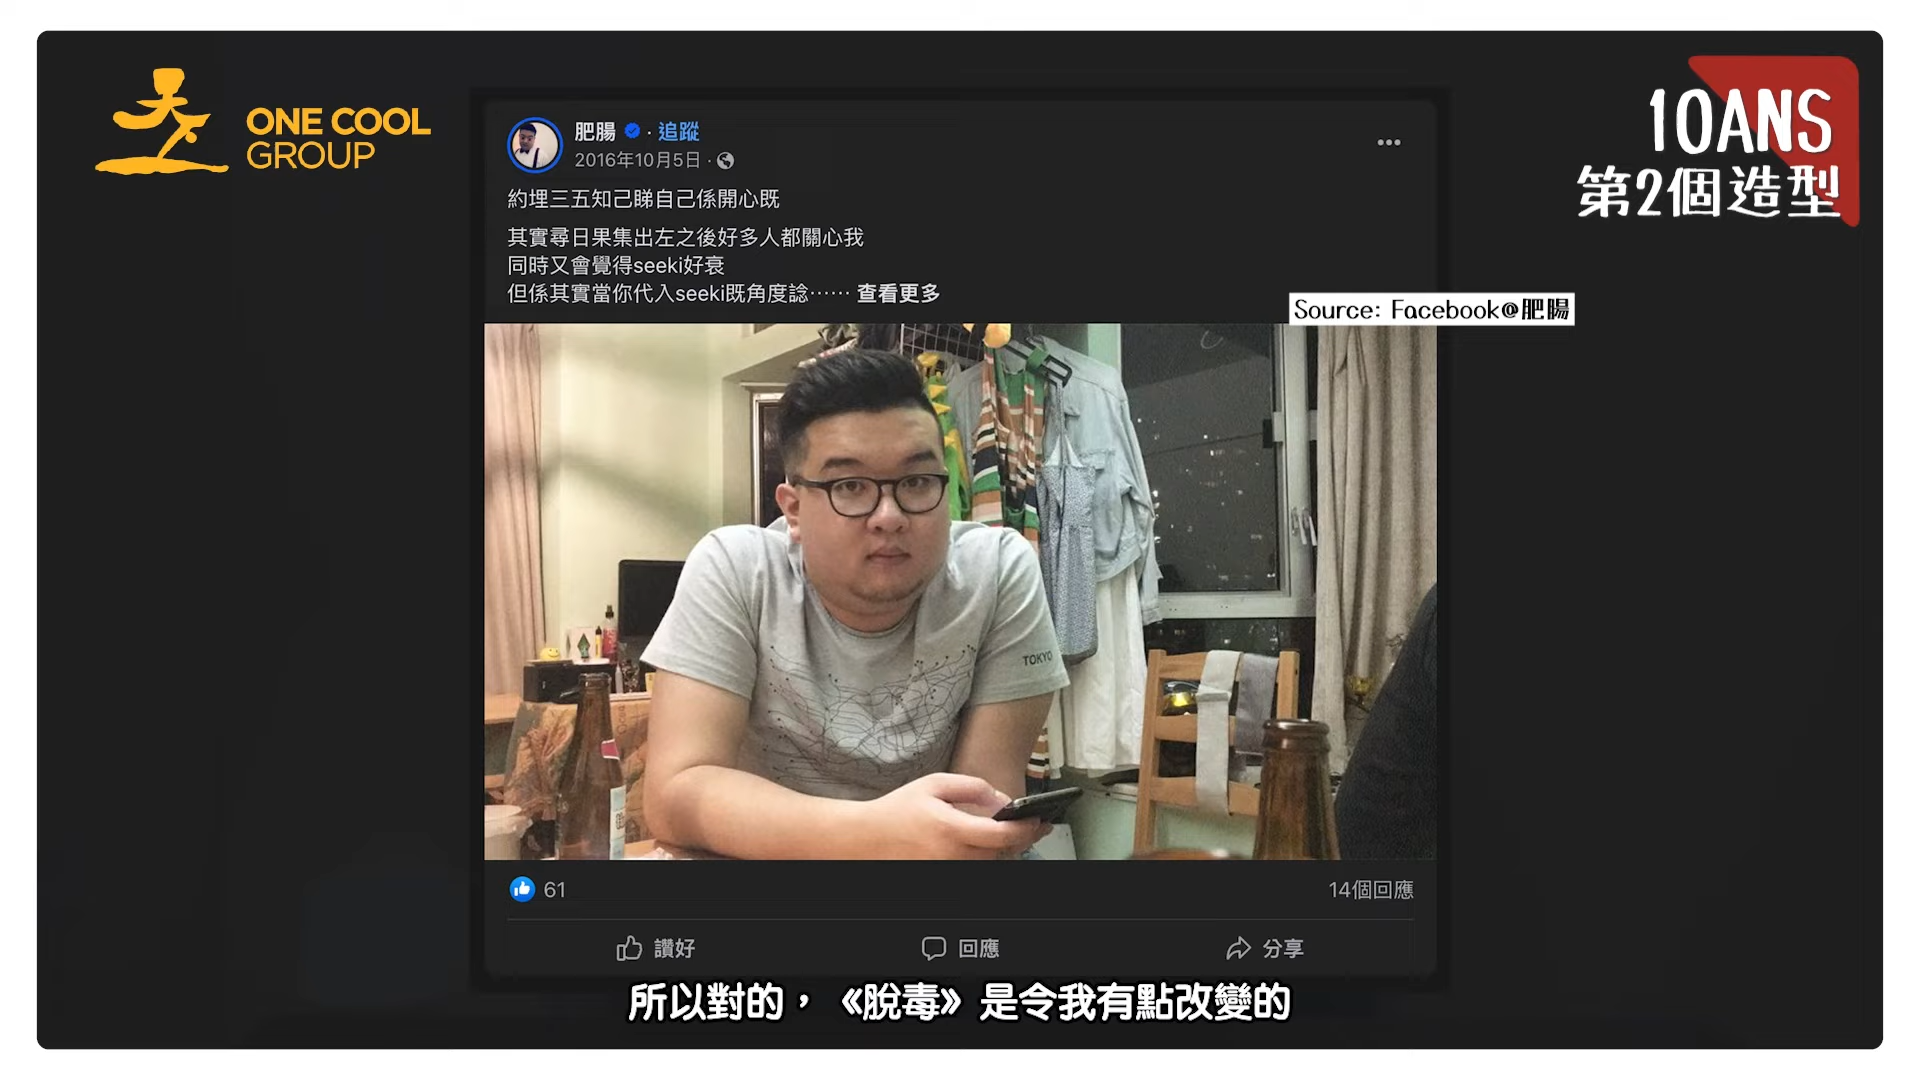 ONE COOL
GROUP
10ANS
第2個造型
肥腸 · 追蹤
2016年10月5日 ·
約埋三五知己睇自己係開心既
其實尋日果集出左之後好多人都關心我
同時又會覺得seeki好衰
但係其實當你代入seeki既角度諗…… 查看更多
Source: Facebook@肥腸
TOKYO
61
14個回應
讚好
回應
分享
所以對的，《脫毒》是令我有點改變的